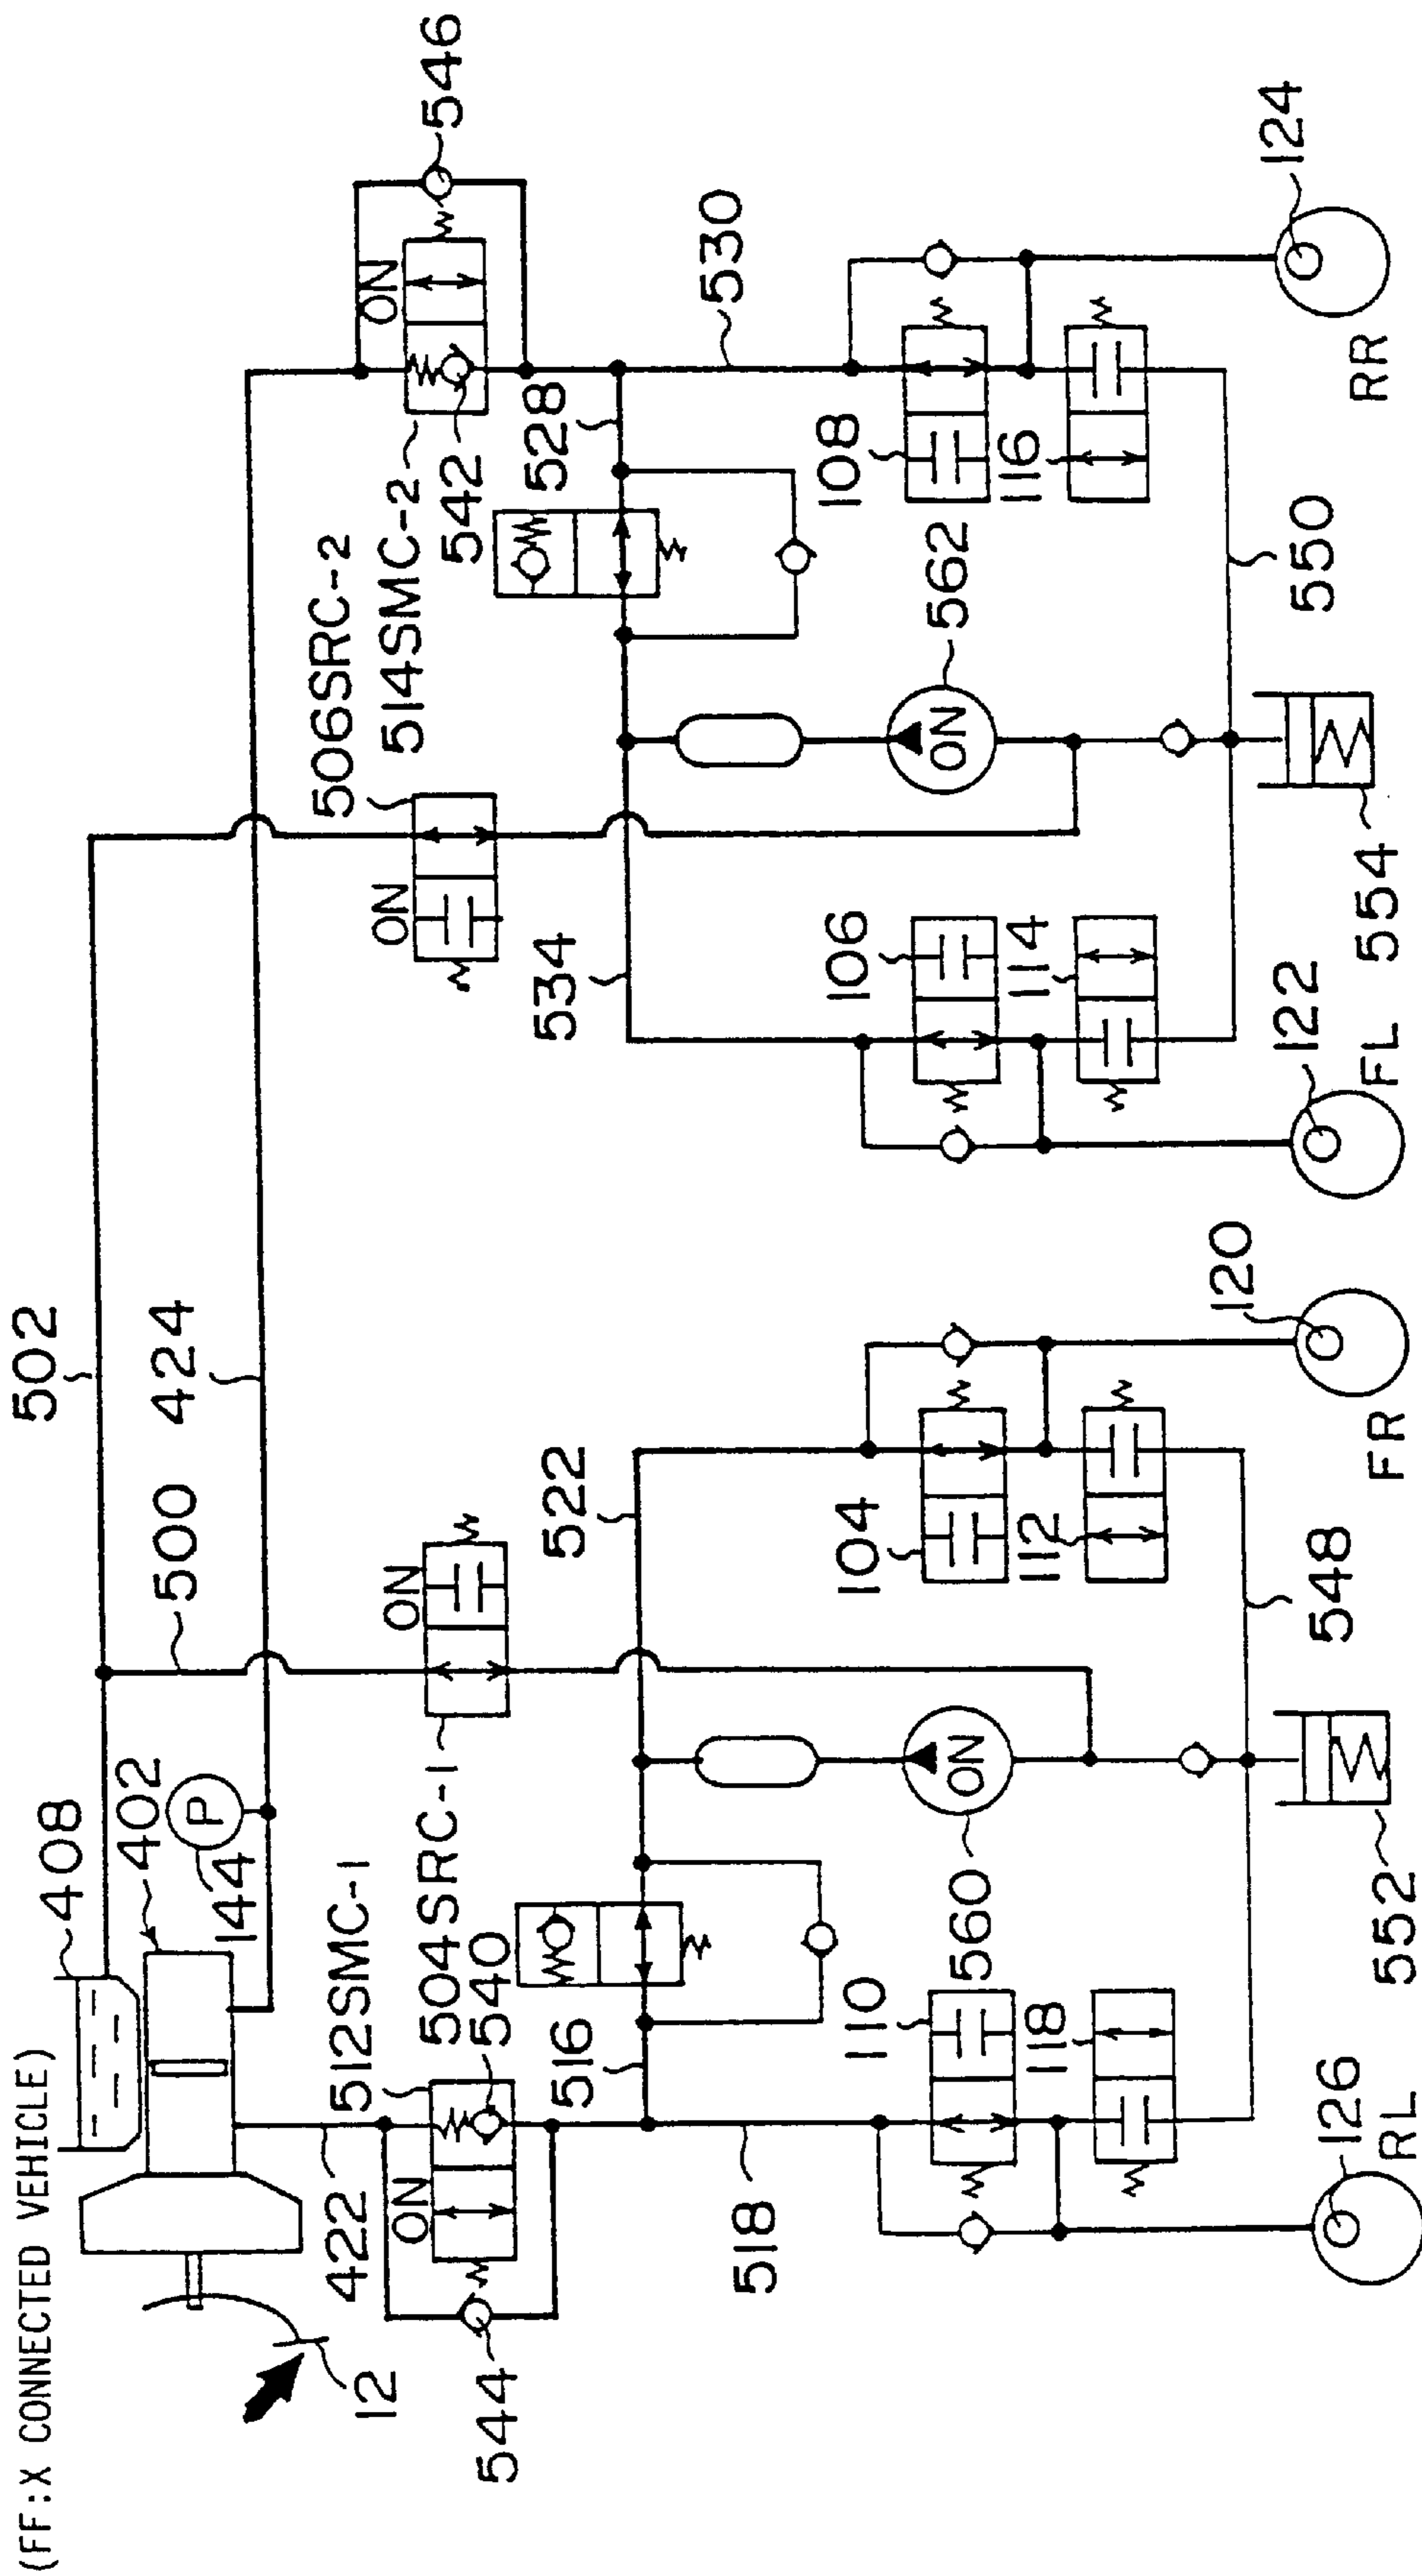 (FF:X CONNECTED VEHICLE)
408
402
P
144
12
422
512SMC-1
504SRC-1
540
544
ON
ON
500
502
424
506SRC-2
514SMC-2
542
ON
ON
546
516
518
522
528
530
534
560
ON
562
ON
110
118
104
112
106
114
108
116
126
RL
552
548
120
FR
122
FL
554
550
124
RR